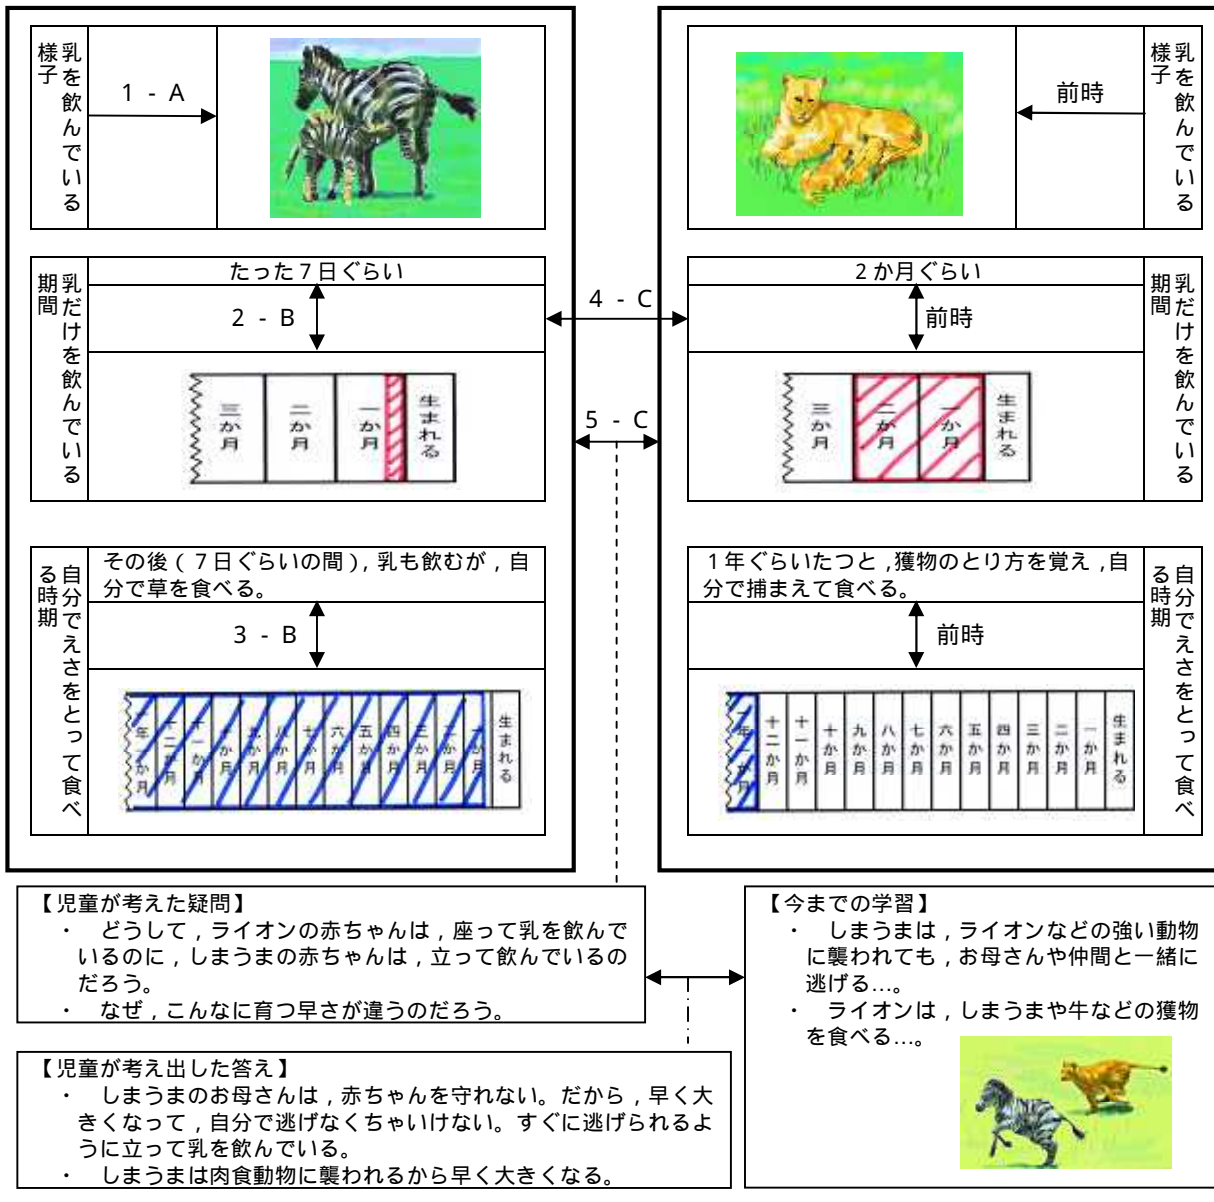 乳を飲んでいる
様子
1 - A
前時
乳を飲んでいる
様子
乳だけを飲んでいる
期間
たった7日ぐらい
2 - B
三か月
二か月
一か月
生まれる
4 - C
5 - C
2か月ぐらい
前時
三か月
二か月
一か月
生まれる
乳だけを飲んでいる
期間
自分でえさをとって食べ
る時期
その後(7日ぐらいの間),乳も飲むが,自
分で草を食べる。
3 - B
十二か月
十一か月
十か月
九か月
八か月
七か月
六か月
五か月
四か月
三か月
二か月
一か月
生まれる
1年ぐらいたつと,獲物のとり方を覚え,自
分で捕まえて食べる。
前時
十二か月
十一か月
十か月
九か月
八か月
七か月
六か月
五か月
四か月
三か月
二か月
一か月
生まれる
自分でえさをとって食べ
る時期
【児童が考えた疑問】
・ どうして,ライオンの赤ちゃんは,座って乳を飲んで
いるのに,しまうまの赤ちゃんは,立って飲んでいるの
だろう。
・ なぜ,こんなに育つ早さが違うのだろう。
【今までの学習】
・ しまうまは,ライオンなどの強い動物
に襲われても,お母さんや仲間と一緒に
逃げる…。
・ ライオンは,しまうまや牛などの獲物
を食べる…。
【児童が考え出した答え】
・ しまうまのお母さんは,赤ちゃんを守れない。だから,早く大
きくなって,自分で逃げなくちゃいけない。すぐに逃げられるよ
うに立って乳を飲んでいる。
・ しまうまは肉食動物に襲われるから早く大きくなる。